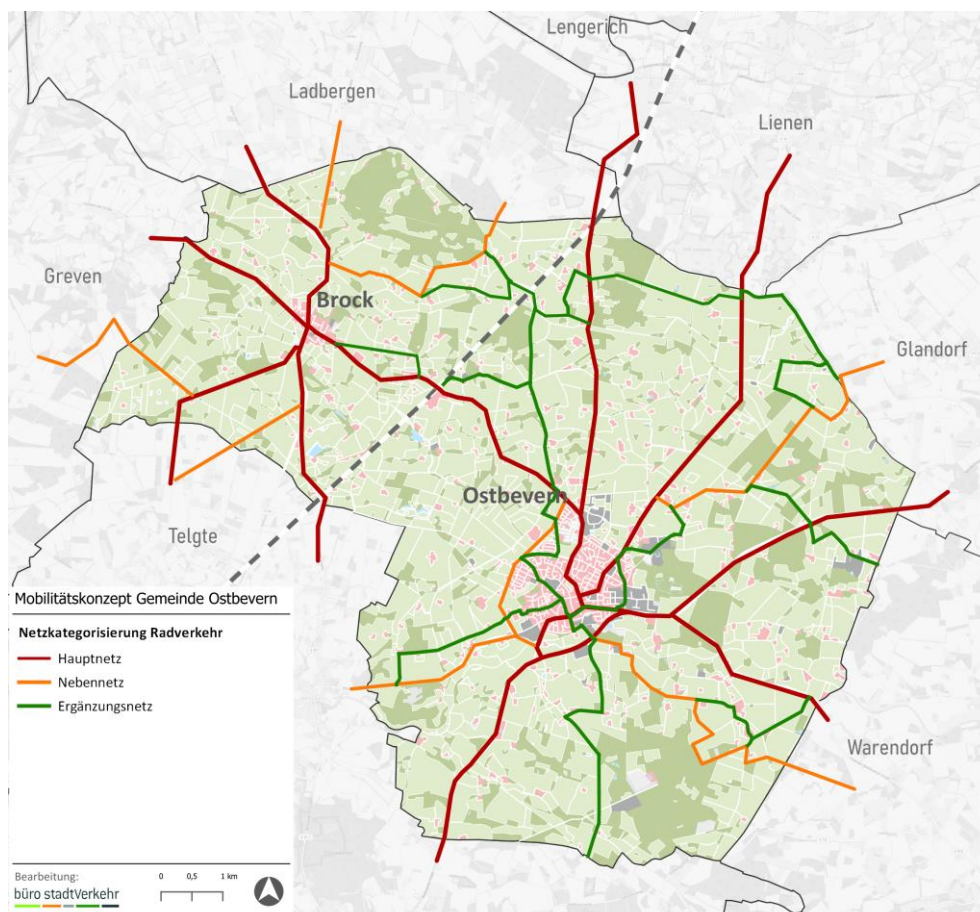 Lengerich
Ladbergen
Lienen
Greven
Brock
Glandorf
Ostbevern
Telgte
Warendorf
Mobilitätskonzept Gemeinde Ostbevern
Netzkategorisierung Radverkehr
Hauptnetz
Nebennetz
Ergänzungsnetz
Bearbeitung:
büro stadtVerkehr
0 0,5 1 km